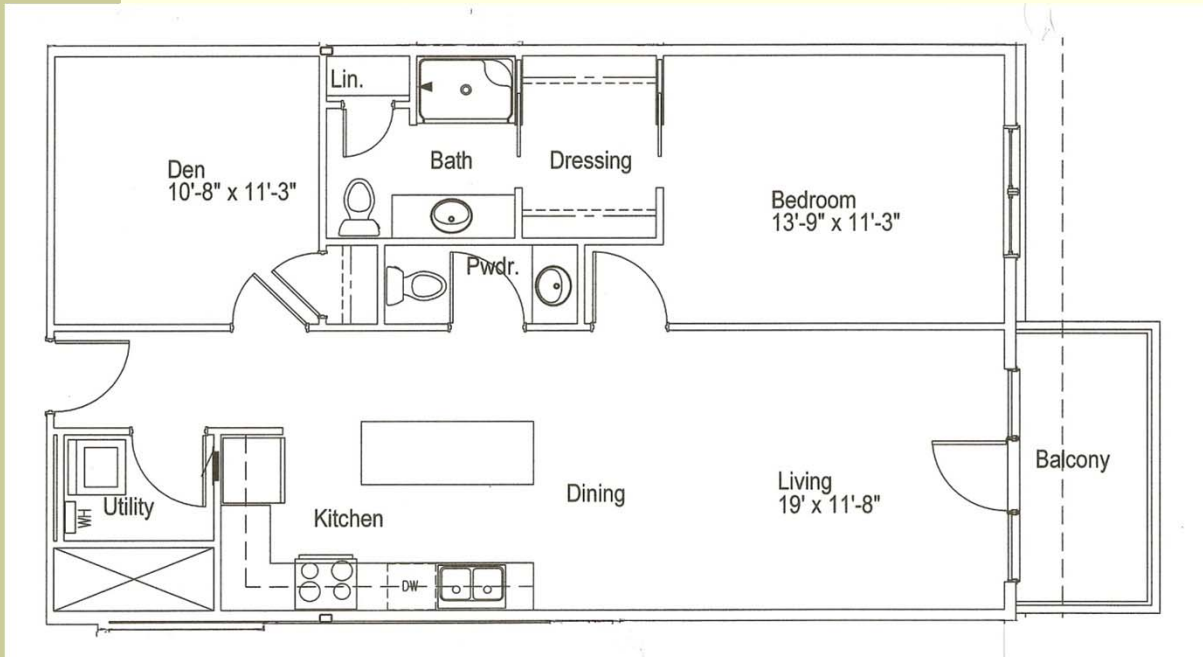 Lin.
Den
10'-8" x 11'-3"
Bath
Dressing
Bedroom
13'-9" x 11'-3"
Pwdr.
Utility
WH
Kitchen
DW
Dining
Living
19' x 11'-8"
Balcony